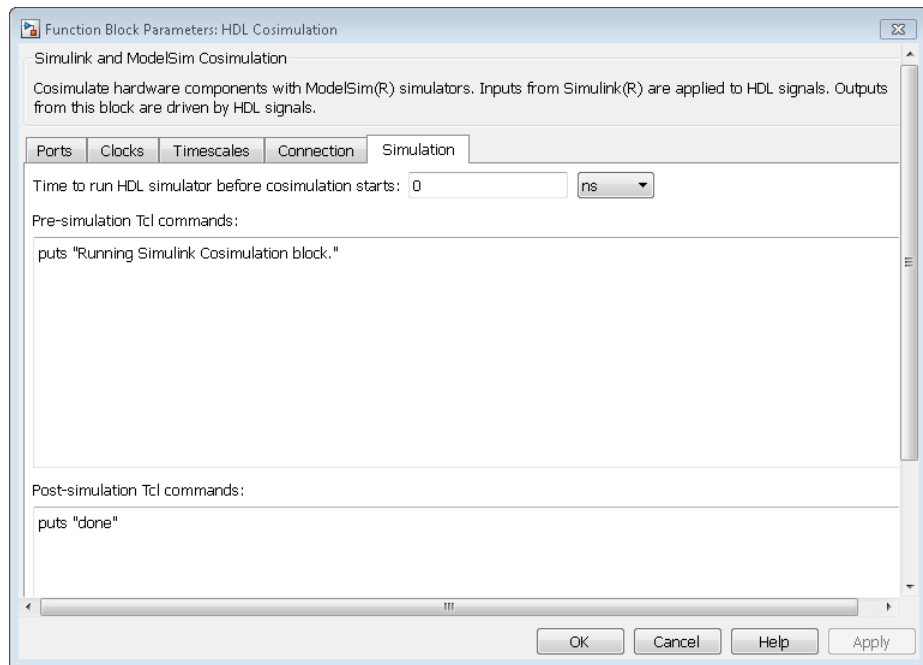 Function Block Parameters: HDL Cosimulation
Simulink and ModelSim Cosimulation
Cosimulate hardware components with ModelSim(R) simulators. Inputs from Simulink(R) are applied to HDL signals. Outputs
from this block are driven by HDL signals.
Ports Clocks Timescales Connection Simulation
Time to run HDL simulator before cosimulation starts: 0 ns
Pre-simulation Tcl commands:
puts "Running Simulink Cosimulation block."
Post-simulation Tcl commands:
puts "done"
OK Cancel Help Apply